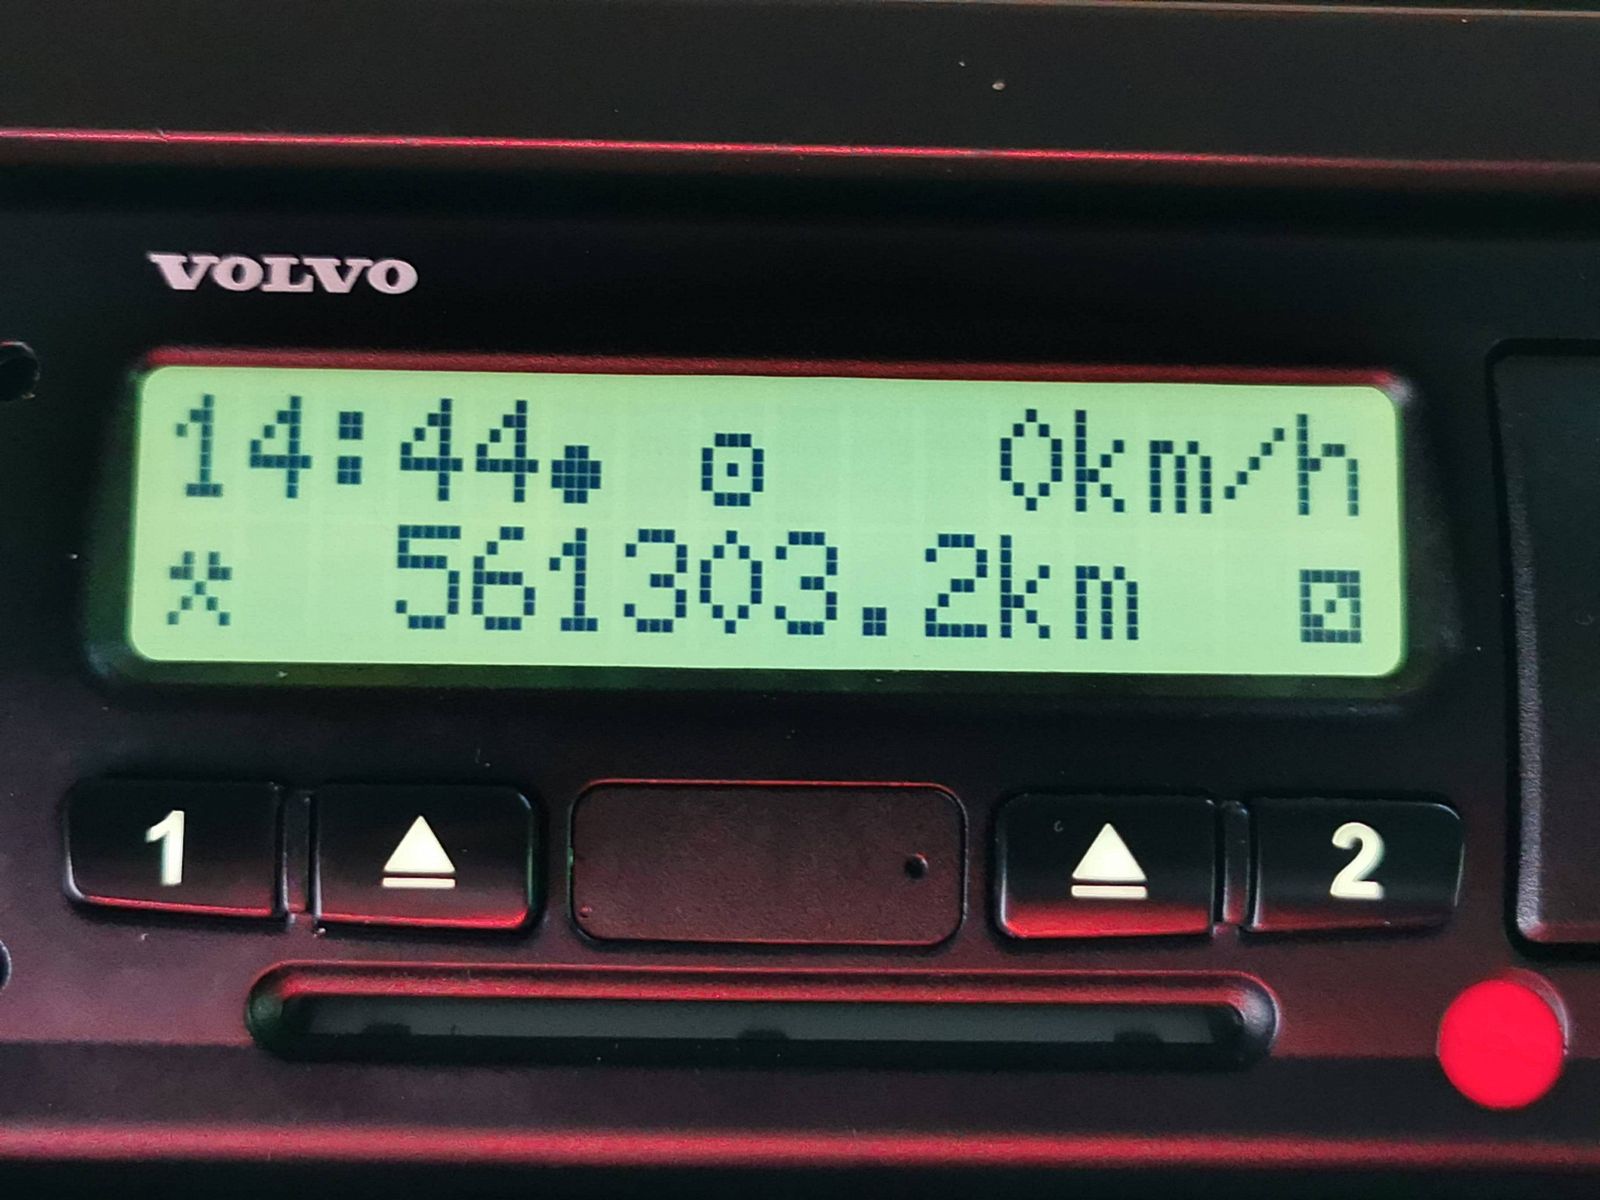 VOLVO
14:44● ⊙ 0km/h
⚒ 561303.2km ⍁
1 ⏏ ⏏ 2